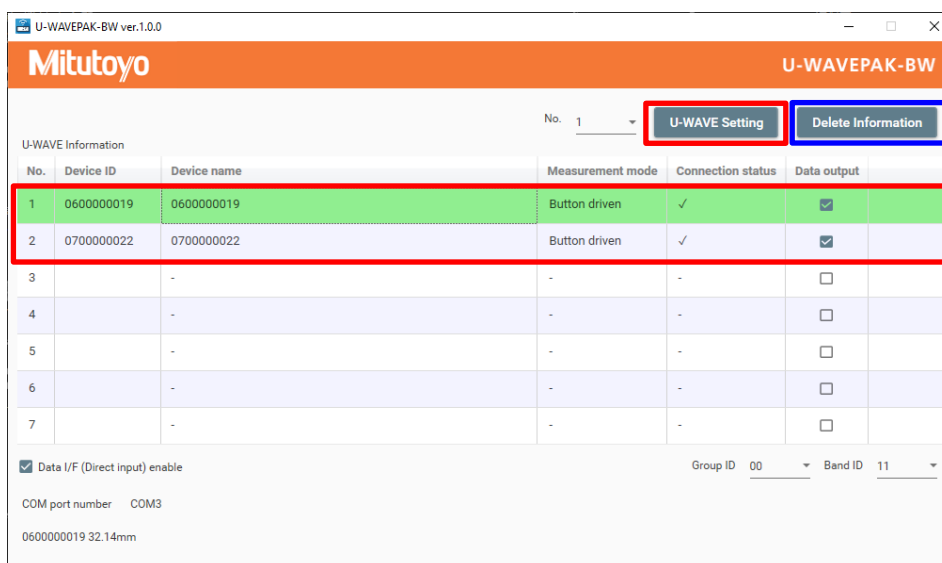 U-WAVEPAK-BW ver.1.0.0
Mitutoyo
U-WAVEPAK-BW
No. 1 U-WAVE Setting Delete Information
U-WAVE Information
No. Device ID Device name Measurement mode Connection status Data output
1 0600000019 0600000019 Button driven ✓
2 0700000022 0700000022 Button driven ✓
3 - - -
4 - - -
5 - - -
6 - - -
7 - - -
Data I/F (Direct input) enable Group ID 00 Band ID 11
COM port number COM3
0600000019 32.14mm